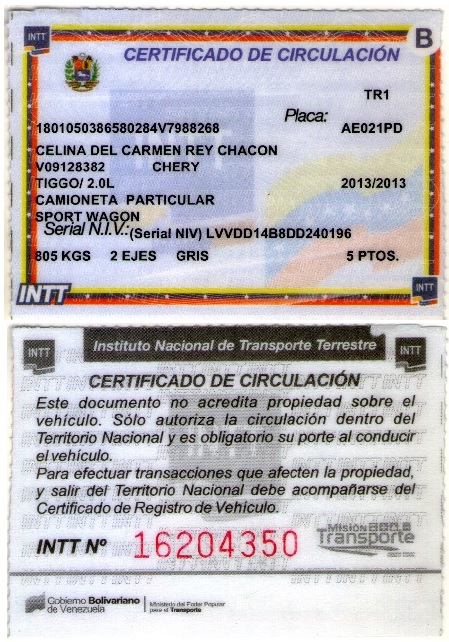 INTT
B
CERTIFICADO DE CIRCULACIÓN
TR1
Placa:
1801050386580284V7988268 AE021PD
CELINA DEL CARMEN REY CHACON
V09128382 CHERY
TIGGO/ 2.0L 2013/2013
CAMIONETA PARTICULAR
SPORT WAGON
Serial N.I.V.: (Serial NIV) LVVDD14B8DD240196
805 KGS 2 EJES GRIS 5 PTOS.
INTT INTT
INTT Instituto Nacional de Transporte Terrestre INTT
CERTIFICADO DE CIRCULACIÓN
Este documento no acredita propiedad sobre el
vehículo. Sólo autoriza la circulación dentro del
Territorio Nacional y es obligatorio su porte al conducir
el vehículo.
Para efectuar transacciones que afecten la propiedad,
y salir del Territorio Nacional debe acompañarse del
Certificado de Registro de Vehículo.
INTT Nº 16204350 Misión
Transporte
Gobierno Bolivariano
de Venezuela
Ministerio del Poder Popular
para el Transporte